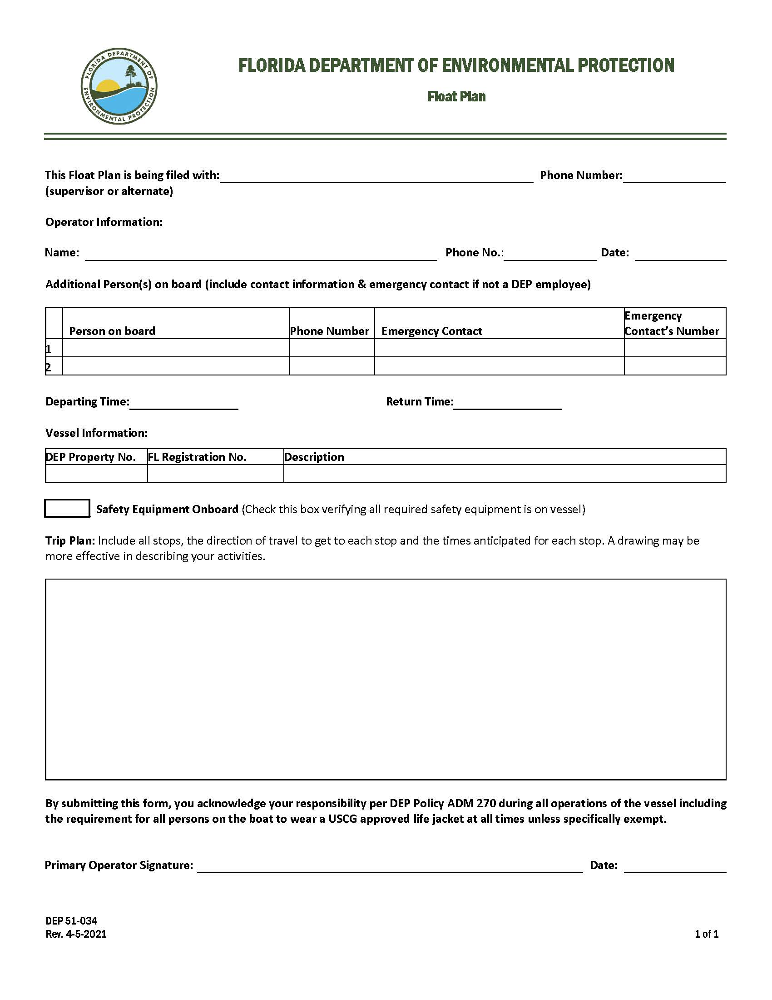 FLORIDA DEPARTMENT OF ENVIRONMENTAL PROTECTION
FLORIDA DEPARTMENT OF ENVIRONMENTAL PROTECTION
Float Plan
This Float Plan is being filed with: Phone Number:
(supervisor or alternate)
Operator Information:
Name: Phone No.: Date:
Additional Person(s) on board (include contact information & emergency contact if not a DEP employee)
Person on board Phone Number Emergency Contact Emergency Contact’s Number
1
2
Departing Time: Return Time:
Vessel Information:
DEP Property No. FL Registration No. Description
Safety Equipment Onboard (Check this box verifying all required safety equipment is on vessel)
Trip Plan: Include all stops, the direction of travel to get to each stop and the times anticipated for each stop. A drawing may be
more effective in describing your activities.
By submitting this form, you acknowledge your responsibility per DEP Policy ADM 270 during all operations of the vessel including
the requirement for all persons on the boat to wear a USCG approved life jacket at all times unless specifically exempt.
Primary Operator Signature: Date:
DEP 51-034
Rev. 4-5-2021 1 of 1